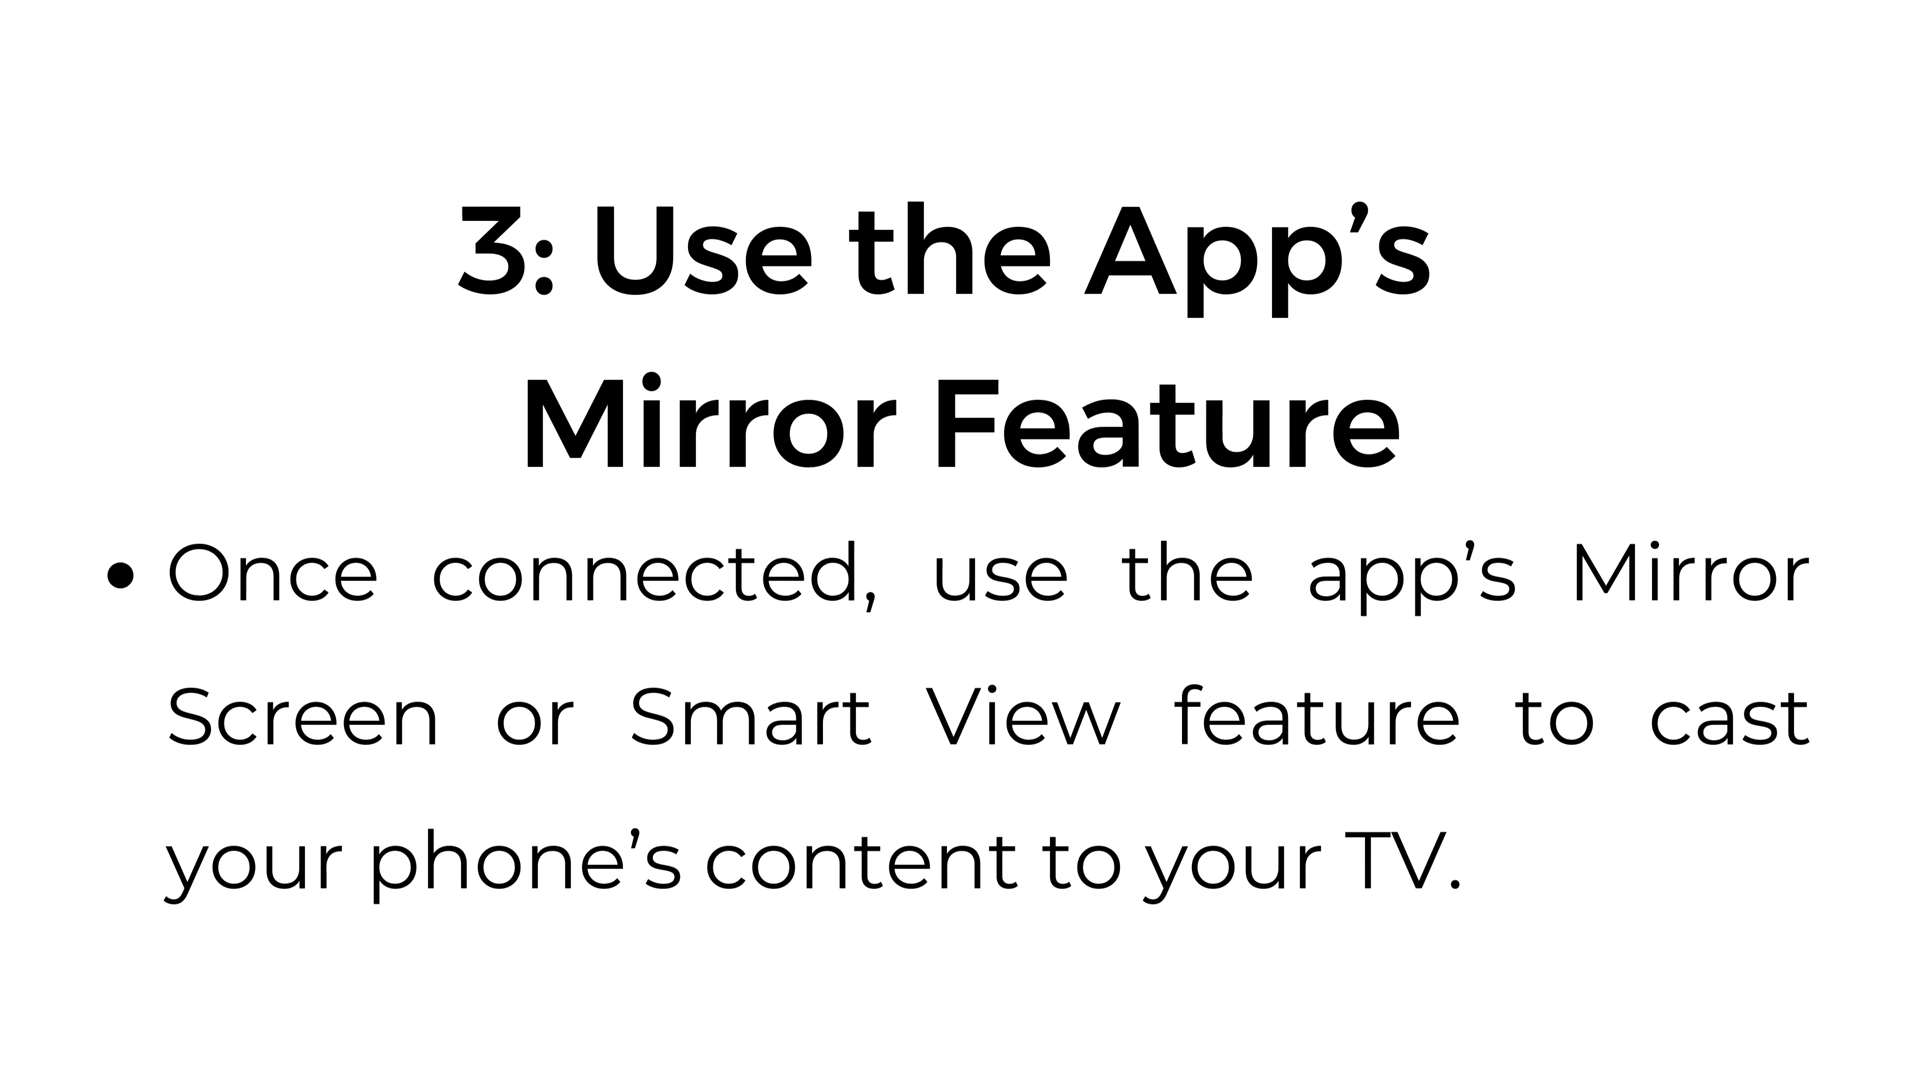 3: Use the App’s
Mirror Feature
• Once connected, use the app’s Mirror
Screen or Smart View feature to cast
your phone’s content to your TV.